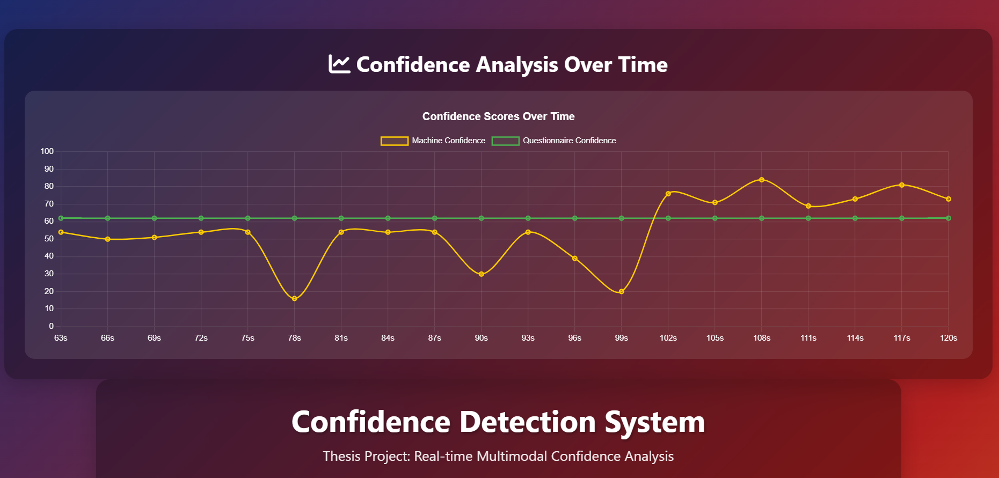 Confidence Analysis Over Time
Confidence Scores Over Time
Machine Confidence Questionnaire Confidence
100
90
80
70
60
50
40
30
20
10
0
63s 66s 69s 72s 75s 78s 81s 84s 87s 90s 93s 96s 99s 102s 105s 108s 111s 114s 117s 120s
Confidence Detection System
Thesis Project: Real-time Multimodal Confidence Analysis